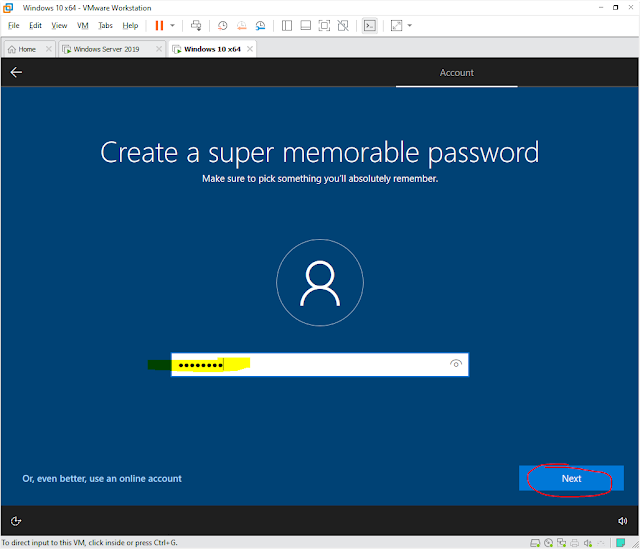 Windows 10 x64 - VMware Workstation
File Edit View VM Tabs Help
Home Windows Server 2019 Windows 10 x64
Account
Create a super memorable password
Make sure to pick something you'll absolutely remember.
••••••••
Or, even better, use an online account
Next
To direct input to this VM, click inside or press Ctrl+G.